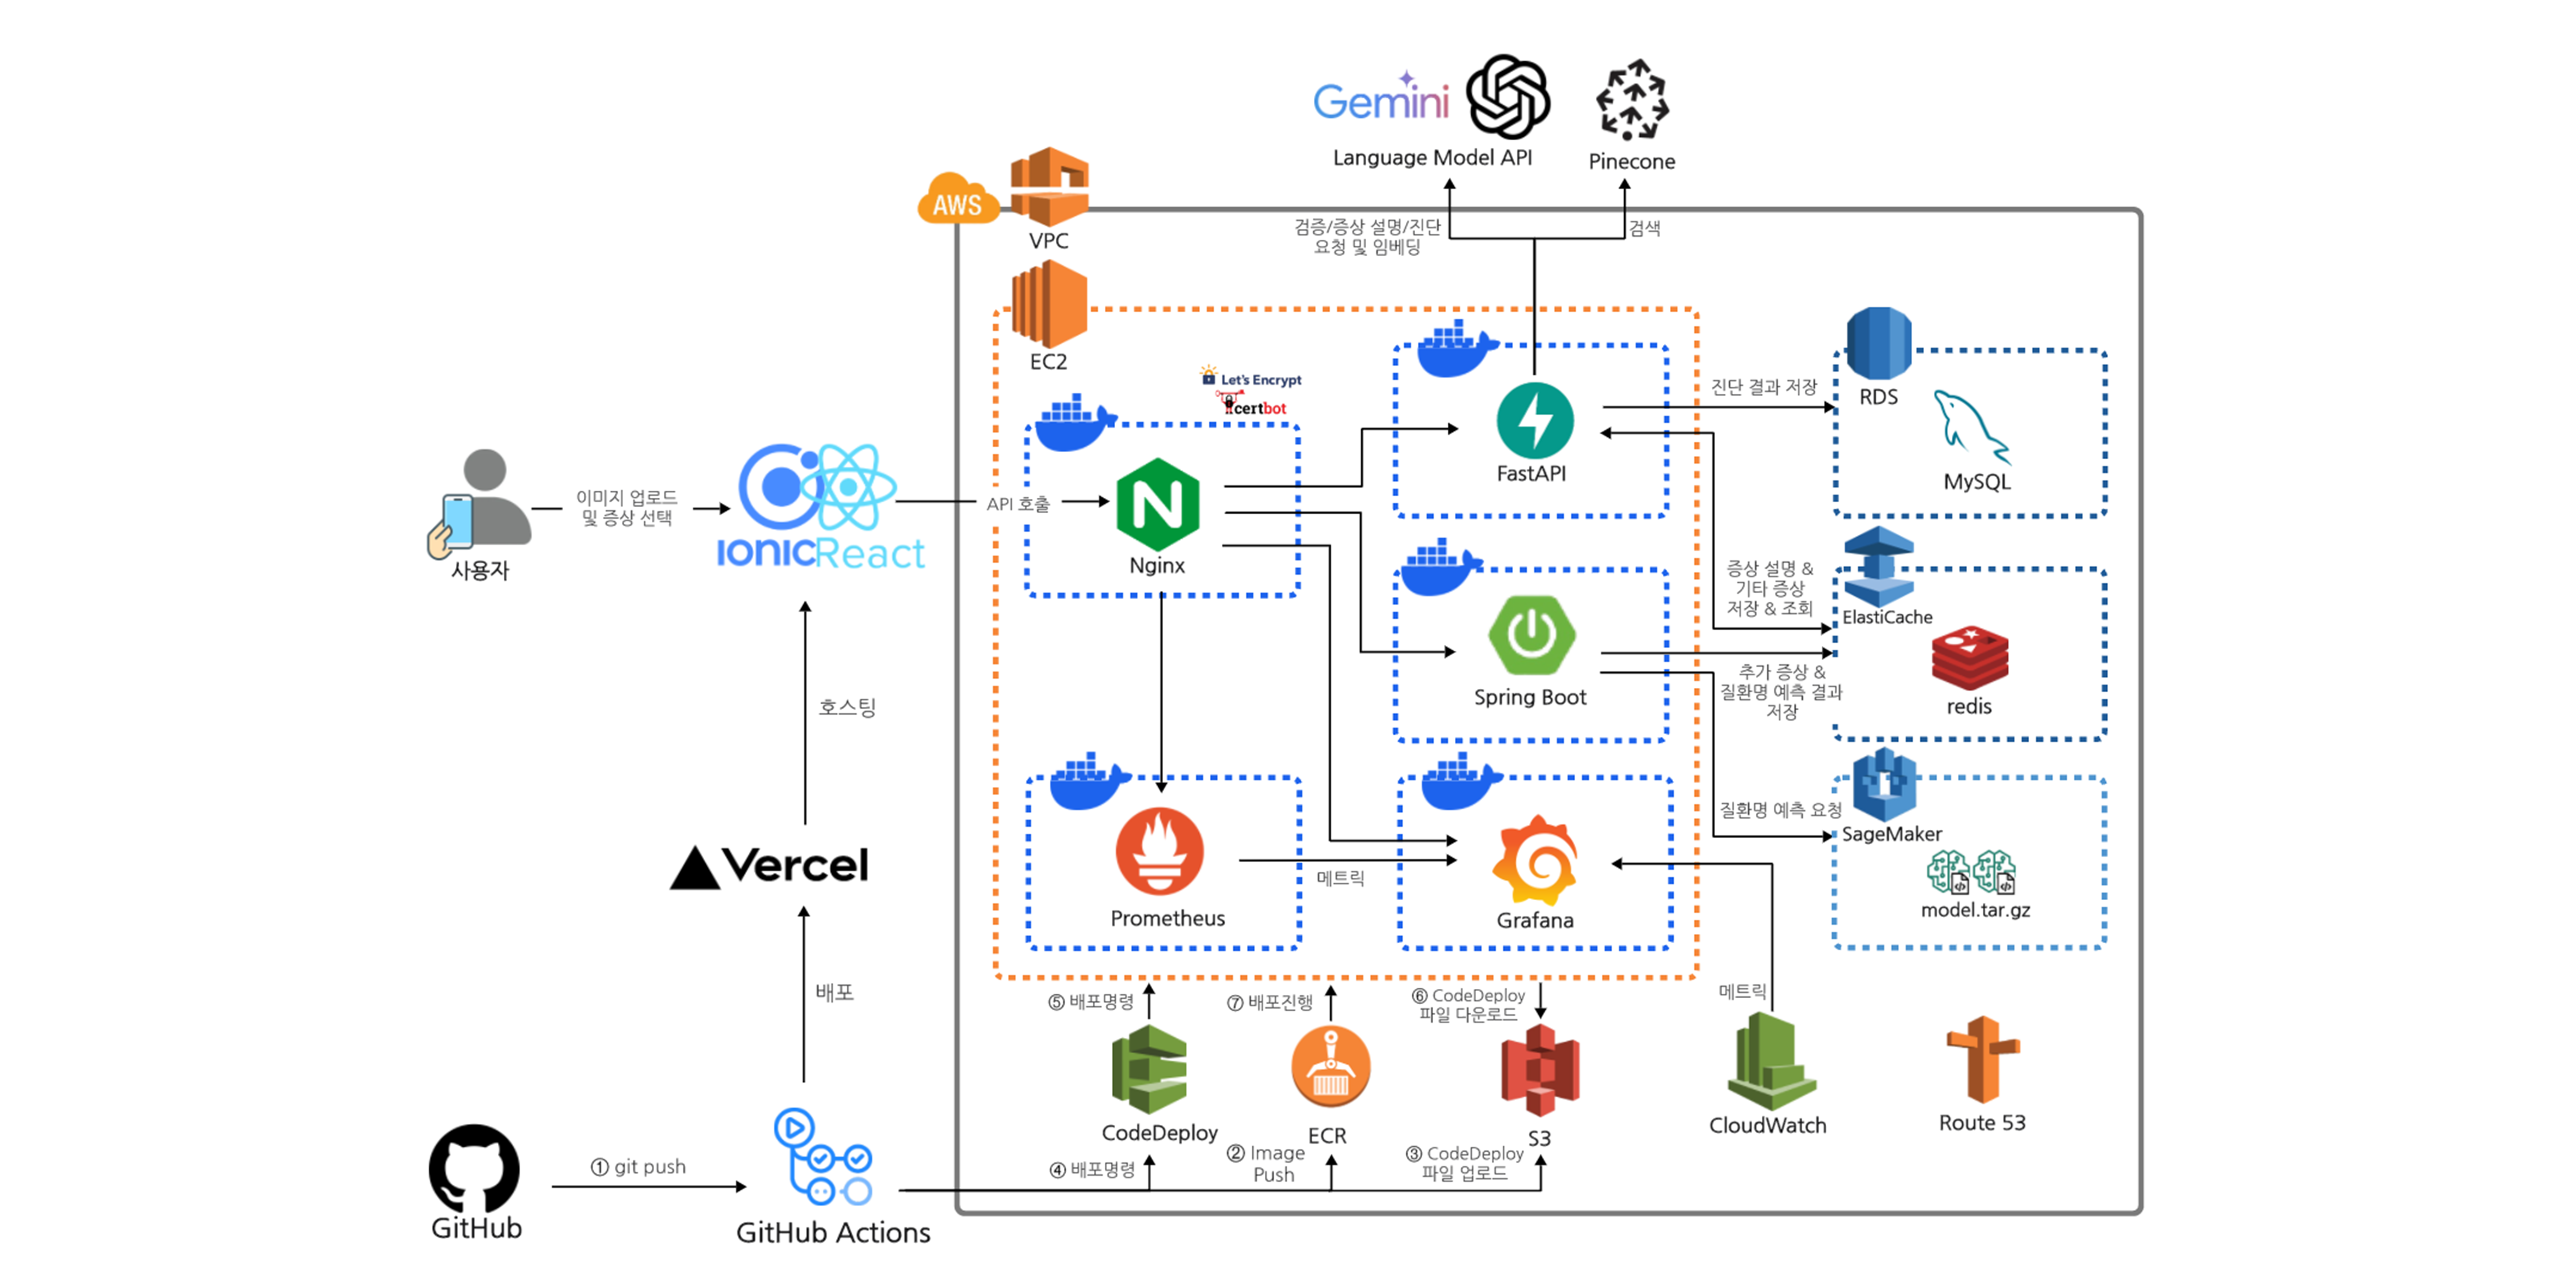 Gemini
Language Model API
Pinecone
AWS
VPC
검증/증상 설명/진단
요청 및 임베딩
검색
EC2
Let's Encrypt
certbot
FastAPI
진단 결과 저장
RDS
MySQL
사용자
이미지 업로드
및 증상 선택
IONIC
React
API 호출
Nginx
증상 설명 &
기타 증상
저장 & 조회
ElastiCache
redis
Spring Boot
추가 증상 &
질환명 예측 결과
저장
호스팅
Vercel
Prometheus
메트릭
Grafana
질환명 예측 요청
SageMaker
model.tar.gz
배포
⑤ 배포명령
⑦ 배포진행
⑥ CodeDeploy
파일 다운로드
메트릭
CodeDeploy
ECR
S3
CloudWatch
Route 53
④ 배포명령
② Image
Push
③ CodeDeploy
파일 업로드
GitHub
① git push
GitHub Actions